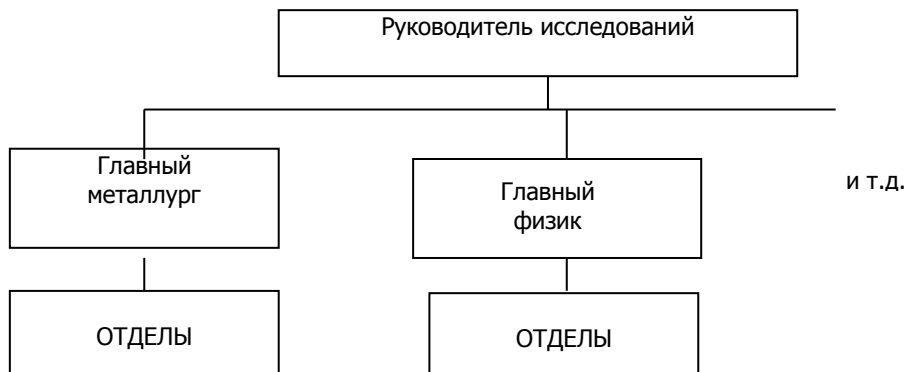 Руководитель исследований
Главный
металлург
Главный
физик
и т.д.
ОТДЕЛЫ
ОТДЕЛЫ